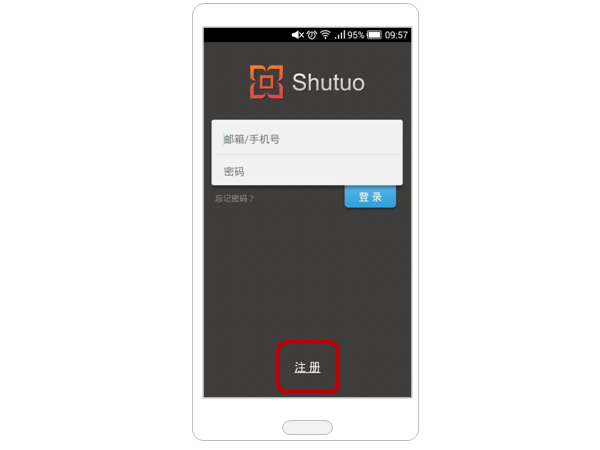 95% 09:57
Shutuo
邮箱/手机号
密码
忘记密码？
登 录
注 册